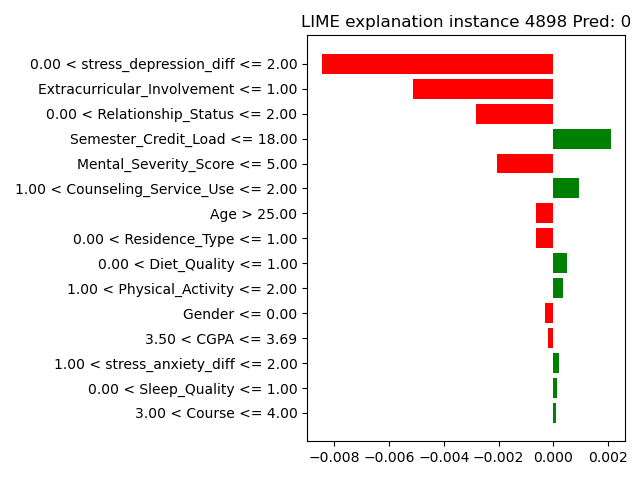 LIME explanation instance 4898 Pred: 0
0.00 < stress_depression_diff <= 2.00
Extracurricular_Involvement <= 1.00
0.00 < Relationship_Status <= 2.00
Semester_Credit_Load <= 18.00
Mental_Severity_Score <= 5.00
1.00 < Counseling_Service_Use <= 2.00
Age > 25.00
0.00 < Residence_Type <= 1.00
0.00 < Diet_Quality <= 1.00
1.00 < Physical_Activity <= 2.00
Gender <= 0.00
3.50 < CGPA <= 3.69
1.00 < stress_anxiety_diff <= 2.00
0.00 < Sleep_Quality <= 1.00
3.00 < Course <= 4.00
−0.008 −0.006 −0.004 −0.002 0.000 0.002